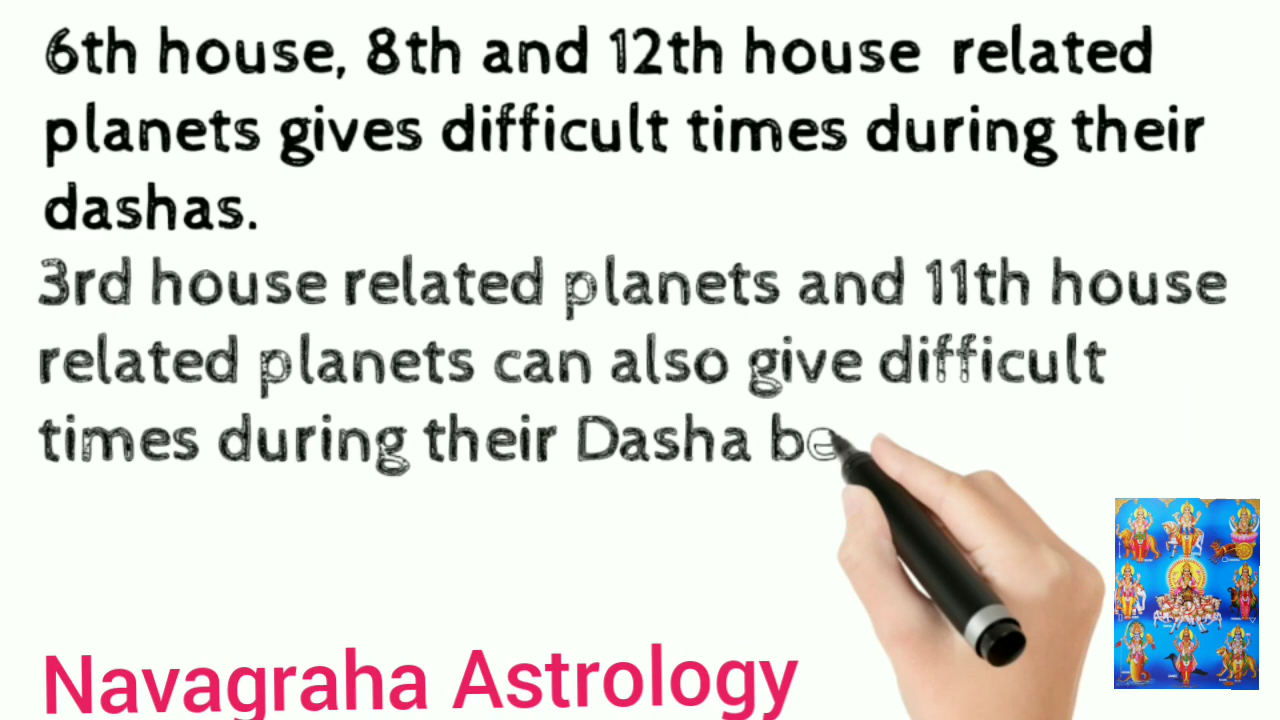 6th house, 8th and 12th house related
planets gives difficult times during their
dashas.
3rd house related planets and 11th house
related planets can also give difficult
times during their Dasha be
Navagraha Astrology